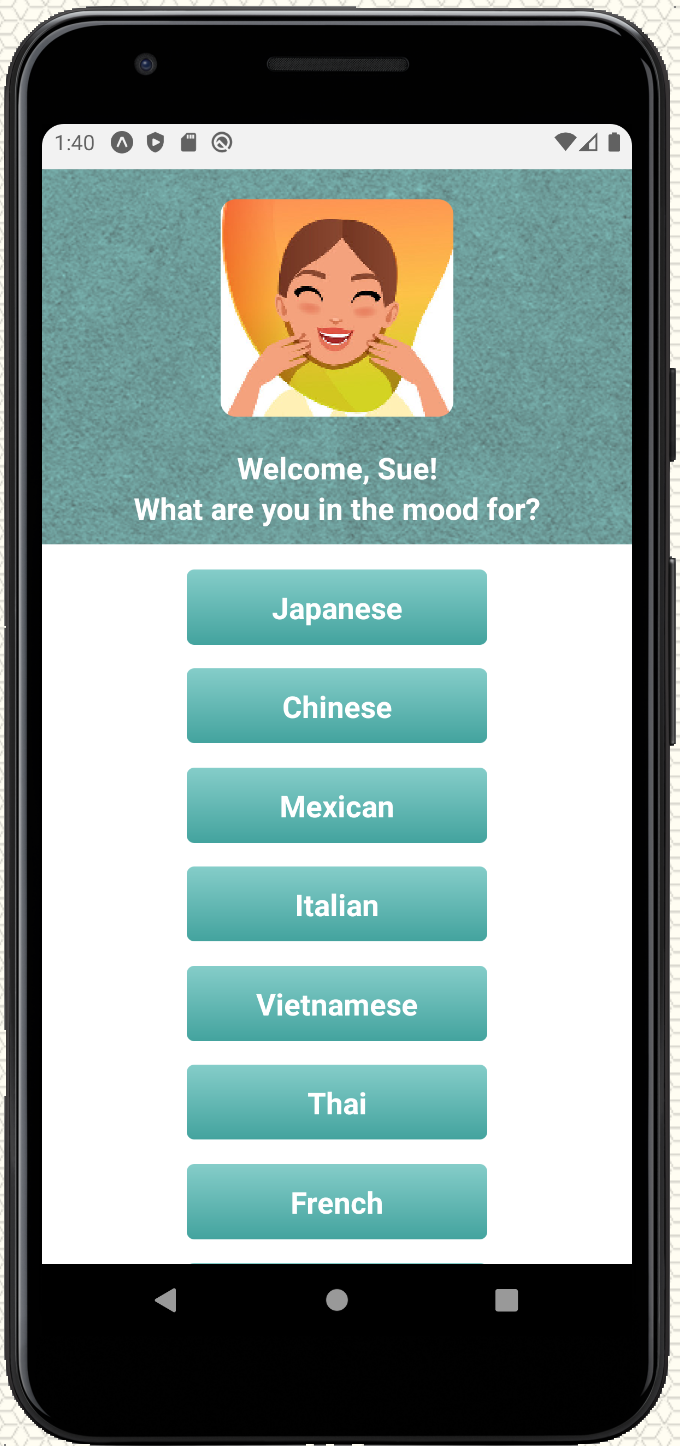 1:40
Welcome, Sue!
What are you in the mood for?
Japanese
Chinese
Mexican
Italian
Vietnamese
Thai
French